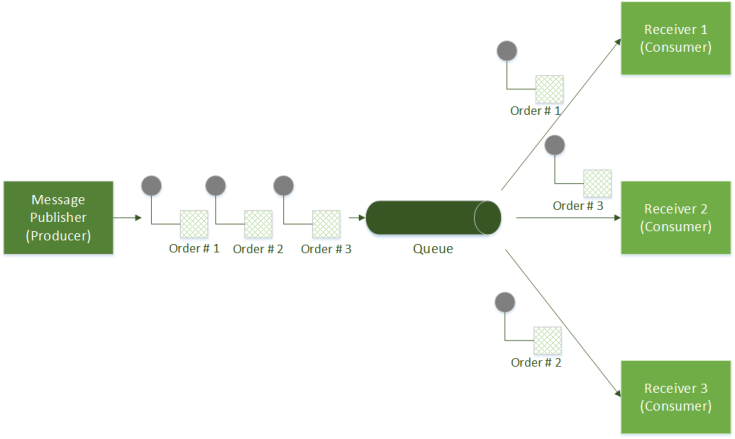 Receiver 1
(Consumer)
Order # 1
Message
Publisher
(Producer)
Order # 1
Order # 2
Order # 3
Queue
Order # 3
Receiver 2
(Consumer)
Order # 2
Receiver 3
(Consumer)